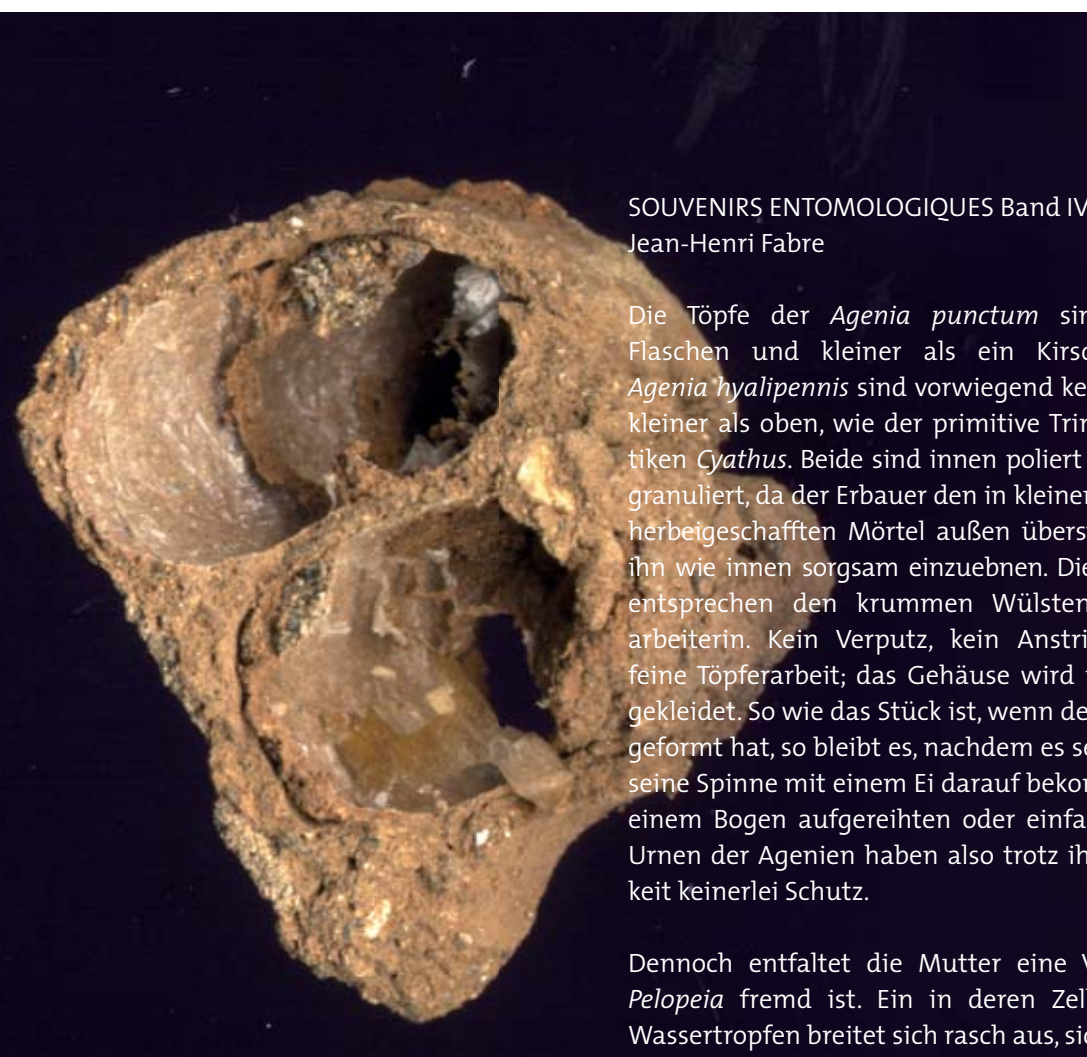 SOUVENIRS ENTOMOLOGIQUES Band IV
Jean-Henri Fabre
Die Töpfe der Agenia punctum
Flaschen und kleiner als ein
Agenia hyalipennis sind vorwiegend
kleiner als oben, wie der primitive
tiken Cyathus. Beide sind innen poliert
granuliert, da der Erbauer den in
herbeigeschafften Mörtel außen
ihn wie innen sorgsam einzuebnen.
entsprechen den krummen
arbeiterin. Kein Verputz, kein
feine Töpferarbeit; das Gehäuse wird
gekleidet. So wie das Stück ist, wenn
geformt hat, so bleibt es, nachdem es
seine Spinne mit einem Ei darauf
einem Bogen aufgereihten oder
Urnen der Agenien haben also trotz
keit keinerlei Schutz.
Dennoch entfaltet die Mutter eine
Pelopeia fremd ist. Ein in deren
Wassertropfen breitet sich rasch aus,